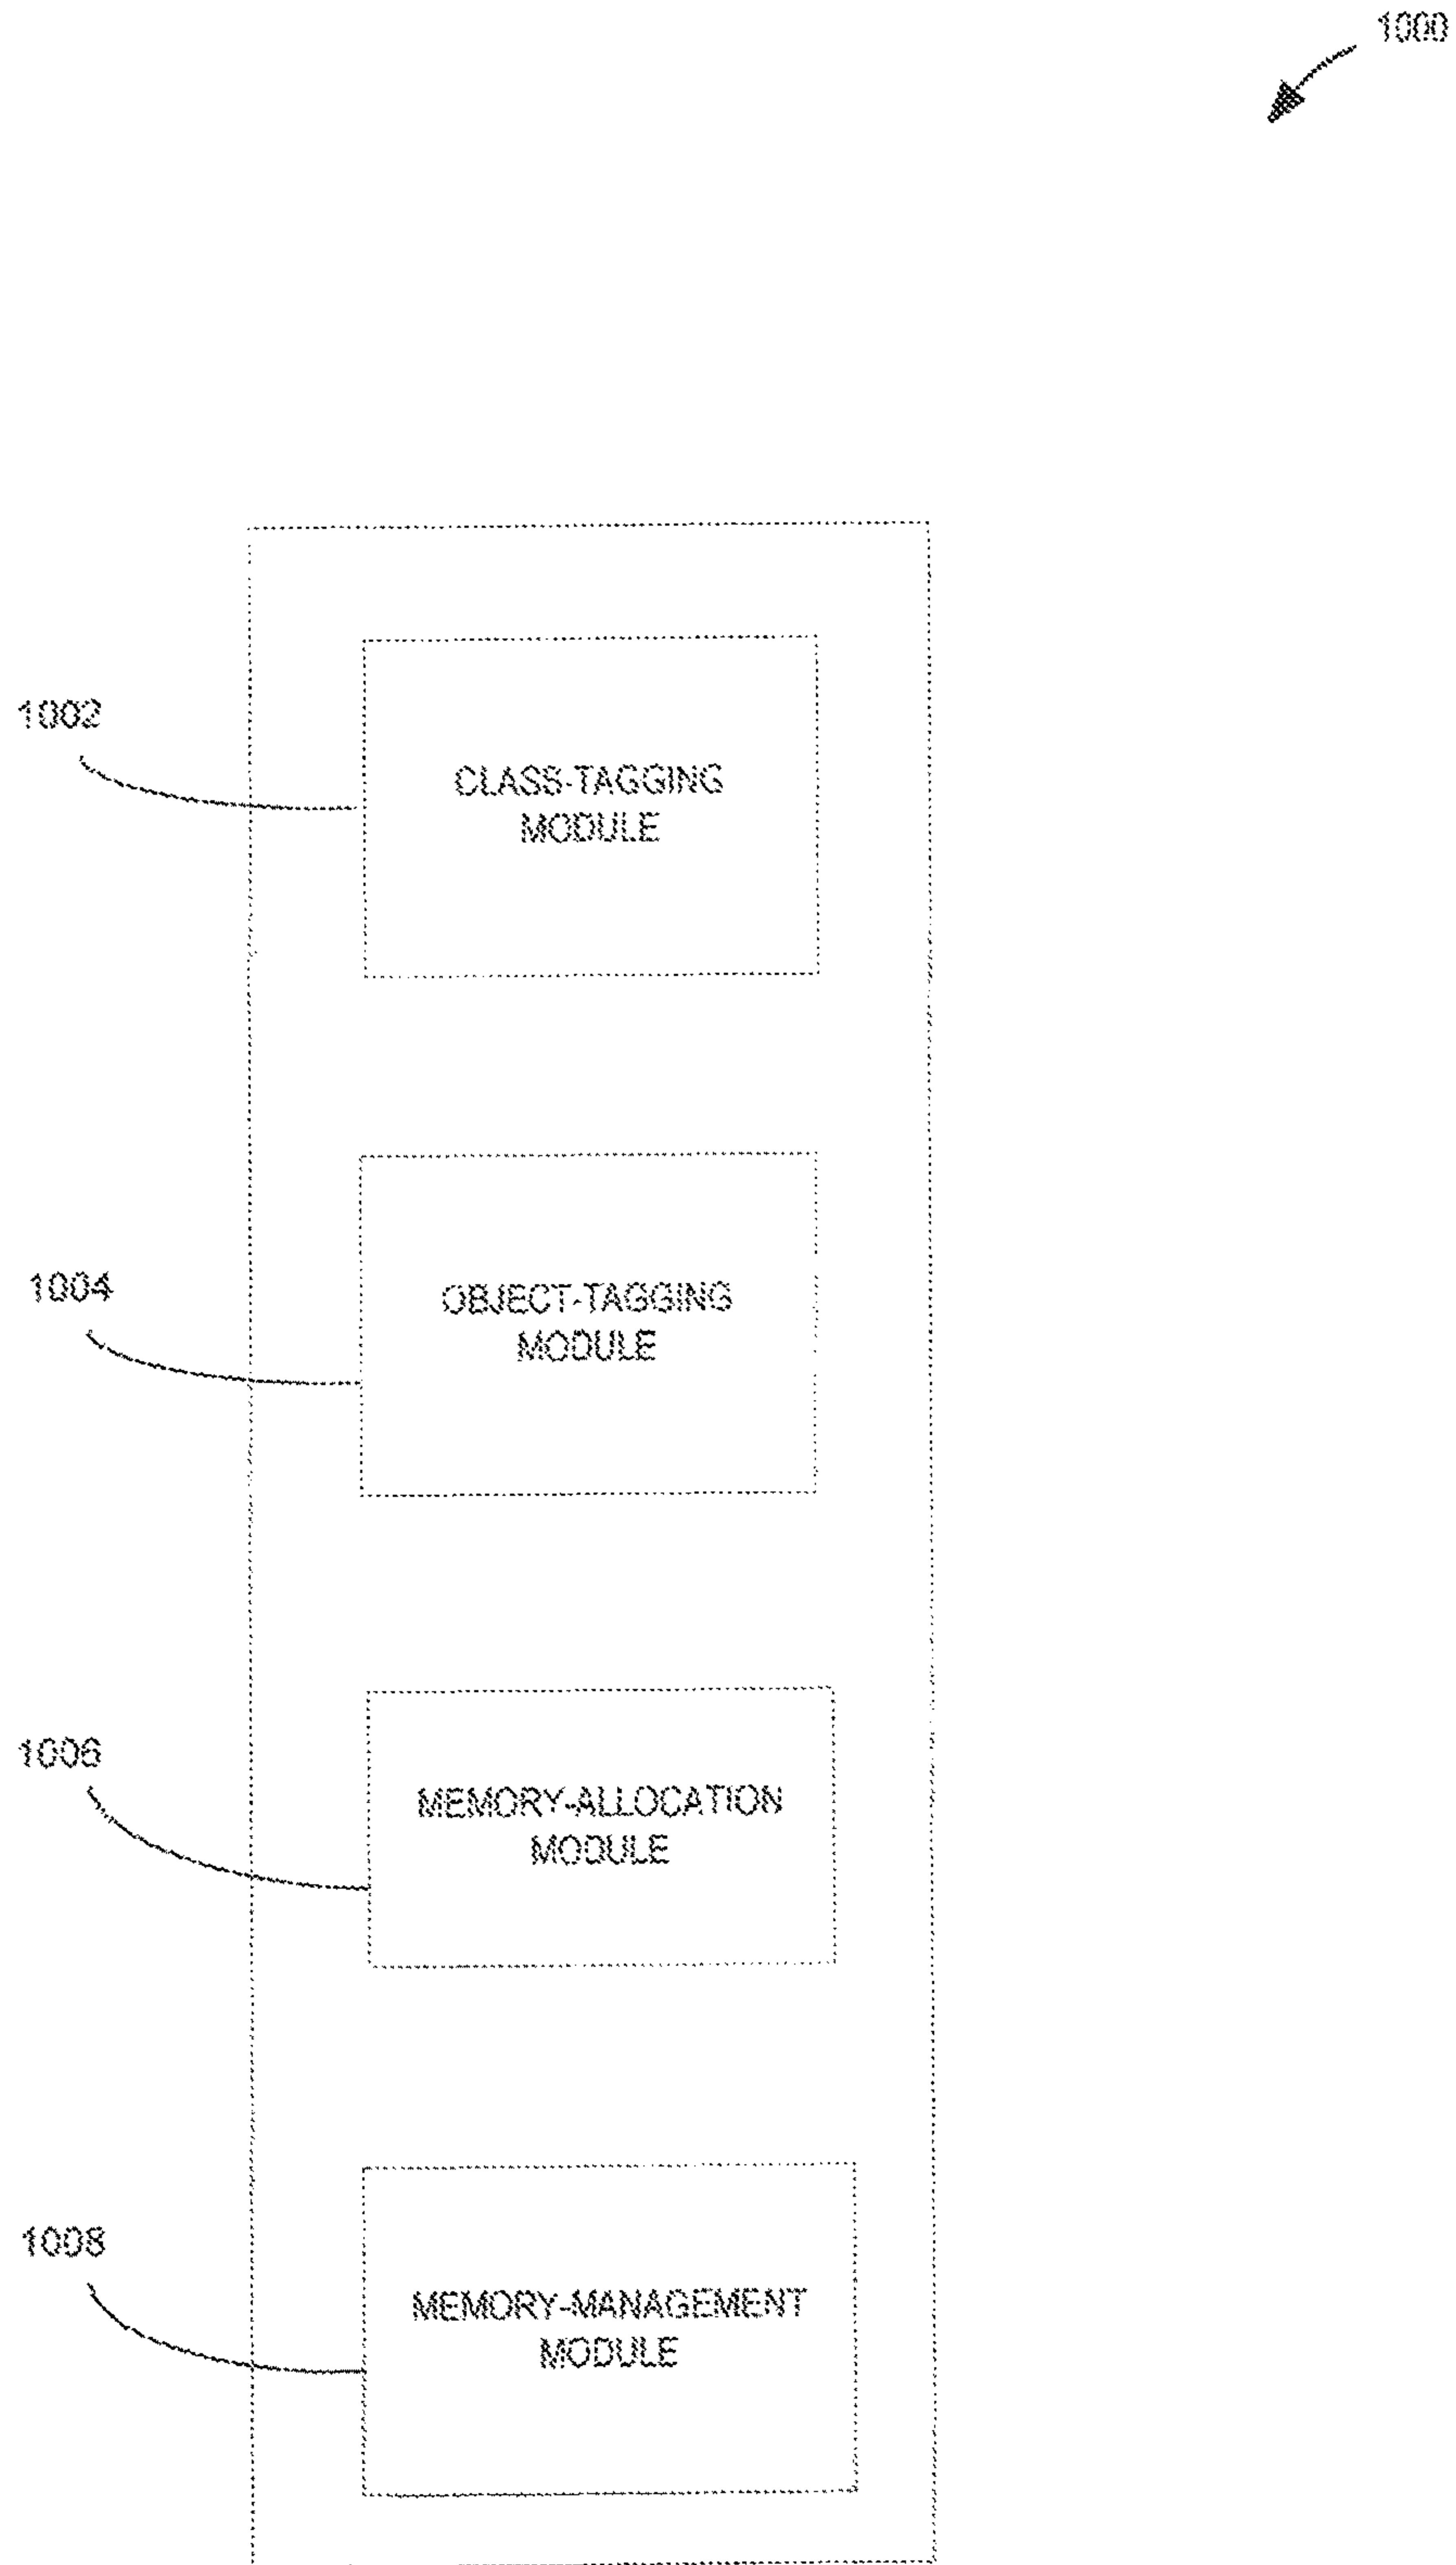 1000
1002
CLASS-TAGGING
MODULE
1004
OBJECT-TAGGING
MODULE
1006
MEMORY-ALLOCATION
MODULE
1008
MEMORY-MANAGEMENT
MODULE